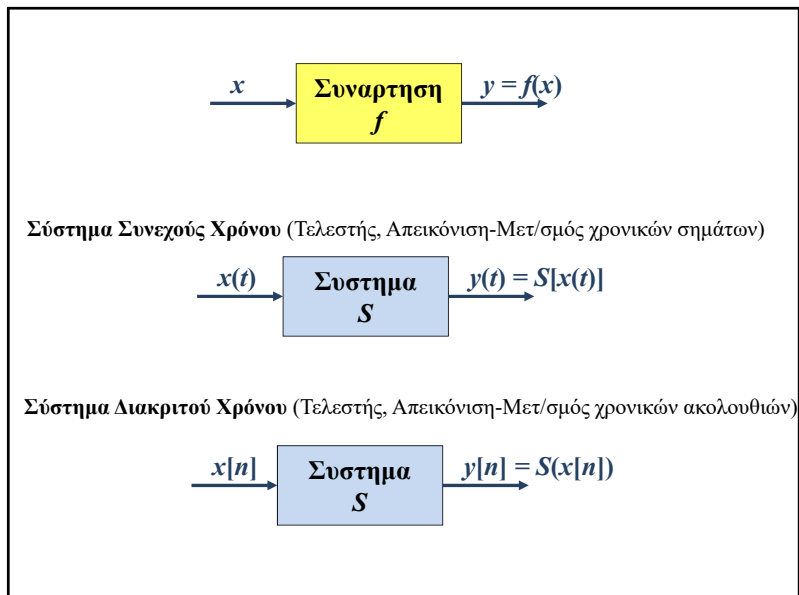 x Συναρτηση y = f(x)
f
Σύστημα Συνεχούς Χρόνου (Τελεστής, Απεικόνιση-Μετ/σμός χρονικών σημάτων)
x(t) Συστημα y(t) = S[x(t)]
S
Σύστημα Διακριτού Χρόνου (Τελεστής, Απεικόνιση-Μετ/σμός χρονικών ακολουθιών)
x[n] Συστημα y[n] = S(x[n])
S